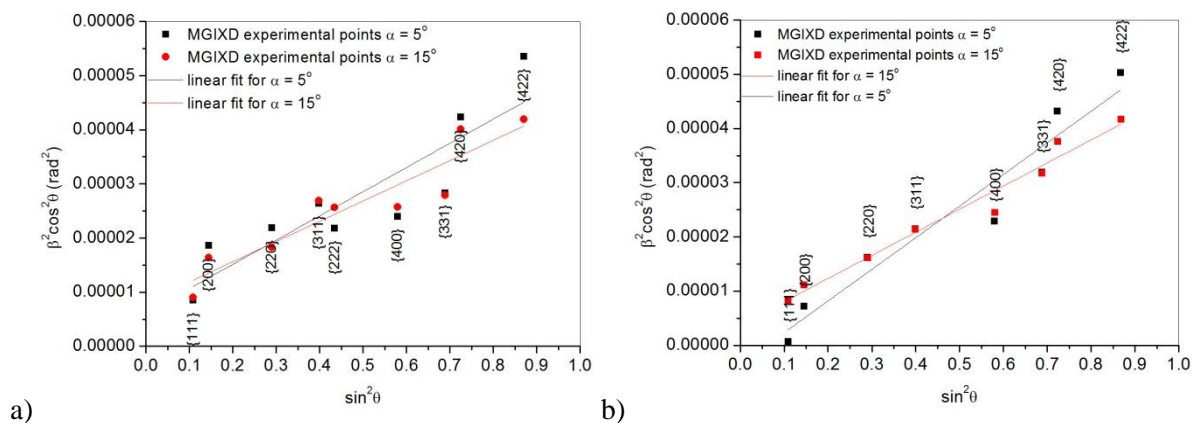 0.00006
0.00005
0.00004
0.00003
0.00002
0.00001
0.00000
β²cos²θ (rad²)
MGIXD experimental points α = 5°
MGIXD experimental points α = 15°
linear fit for α = 5°
linear fit for α = 15°
{111}
{200}
{220}
{311}
{222}
{400}
{331}
{420}
{422}
0.0 0.1 0.2 0.3 0.4 0.5 0.6 0.7 0.8 0.9 1.0
sin²θ
a)
0.00006
0.00005
0.00004
0.00003
0.00002
0.00001
0.00000
β²cos²θ (rad²)
MGIXD experimental points α = 5°
MGIXD experimental points α = 15°
linear fit for α = 15°
linear fit for α = 5°
{111}
{200}
{220}
{311}
{400}
{331}
{420}
{422}
0.0 0.1 0.2 0.3 0.4 0.5 0.6 0.7 0.8 0.9 1.0
sin²θ
b)